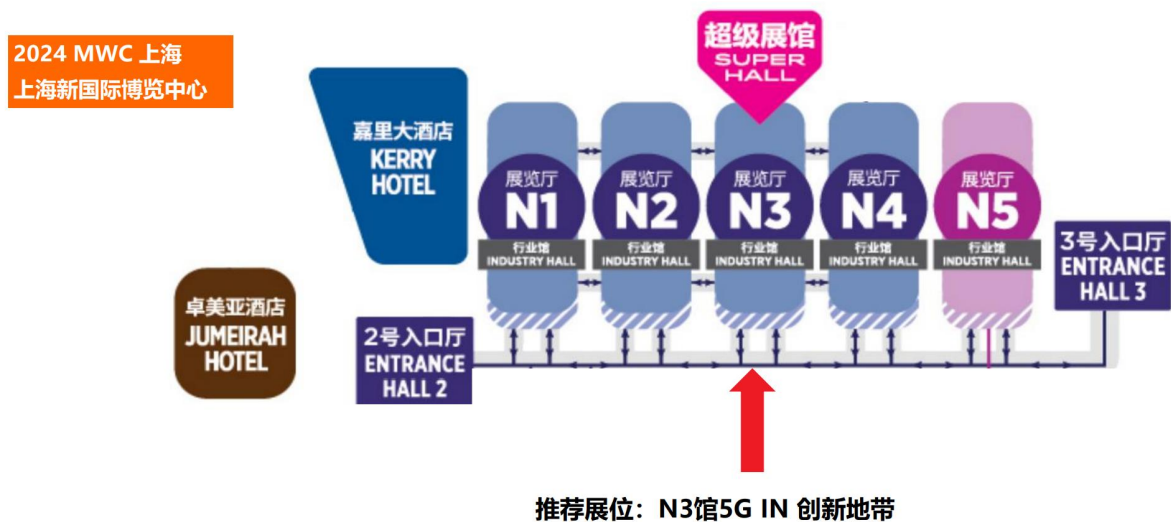 2024 MWC 上海
上海新国际博览中心
超级展馆
SUPER
HALL
嘉里大酒店
KERRY
HOTEL
展览厅
N1
行业馆
INDUSTRY HALL
展览厅
N2
行业馆
INDUSTRY HALL
展览厅
N3
行业馆
INDUSTRY HALL
展览厅
N4
行业馆
INDUSTRY HALL
展览厅
N5
行业馆
INDUSTRY HALL
3号入口厅
ENTRANCE
HALL 3
卓美亚酒店
JUMEIRAH
HOTEL
2号入口厅
ENTRANCE
HALL 2
推荐展位：N3馆5G IN 创新地带